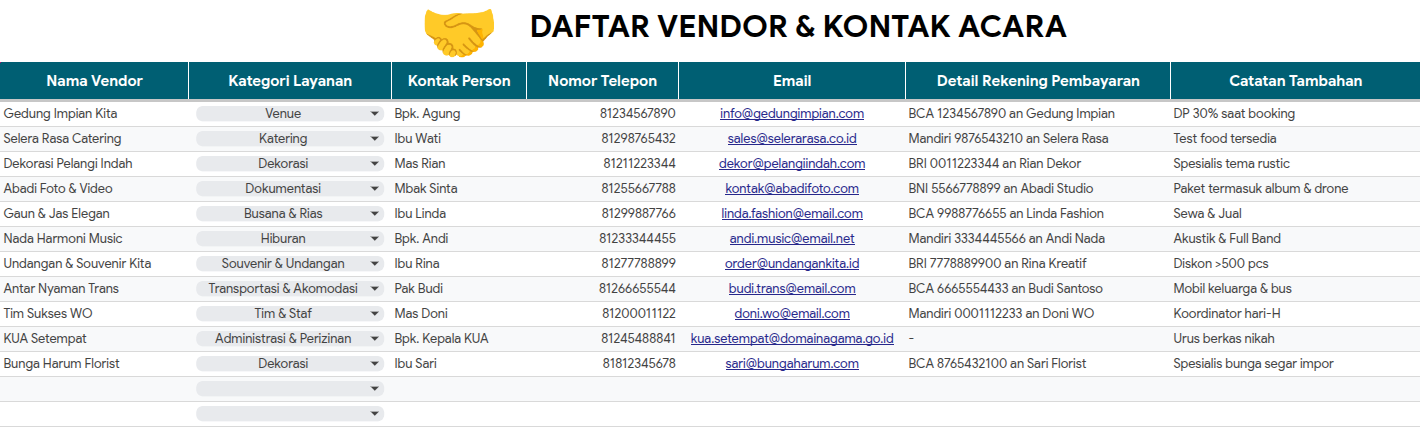 DAFTAR VENDOR & KONTAK ACARA
Nama Vendor Kategori Layanan Kontak Person Nomor Telepon Email Detail Rekening Pembayaran Catatan Tambahan
Gedung Impian Kita Venue Bpk. Agung 81234567890 info@gedungimpian.com BCA 1234567890 an Gedung Impian DP 30% saat booking
Selera Rasa Catering Katering Ibu Wati 81298765432 sales@selerarasa.co.id Mandiri 9876543210 an Selera Rasa Test food tersedia
Dekorasi Pelangi Indah Dekorasi Mas Rian 81211223344 dekor@pelangiindah.com BRI 0011223344 an Rian Dekor Spesialis tema rustic
Abadi Foto & Video Dokumentasi Mbak Sinta 81255667788 kontak@abadifoto.com BNI 5566778899 an Abadi Studio Paket termasuk album & drone
Gaun & Jas Elegan Busana & Rias Ibu Linda 81299887766 linda.fashion@email.com BCA 9988776655 an Linda Fashion Sewa & Jual
Nada Harmoni Music Hiburan Bpk. Andi 81233344455 andi.music@email.net Mandiri 3334445566 an Andi Nada Akustik & Full Band
Undangan & Souvenir Kita Souvenir & Undangan Ibu Rina 81277788899 order@undangankita.id BRI 7778889900 an Rina Kreatif Diskon >500 pcs
Antar Nyaman Trans Transportasi & Akomodasi Pak Budi 81266655544 budi.trans@email.com BCA 6665554433 an Budi Santoso Mobil keluarga & bus
Tim Sukses WO Tim & Staf Mas Doni 81200011122 doni.wo@email.com Mandiri 0001112233 an Doni WO Koordinator hari-H
KUA Setempat Administrasi & Perizinan Bpk. Kepala KUA 81245488841 kua.setempat@domainagama.go.id - Urus berkas nikah
Bunga Harum Florist Dekorasi Ibu Sari 81812345678 sari@bungaharum.com BCA 8765432100 an Sari Florist Spesialis bunga segar impor